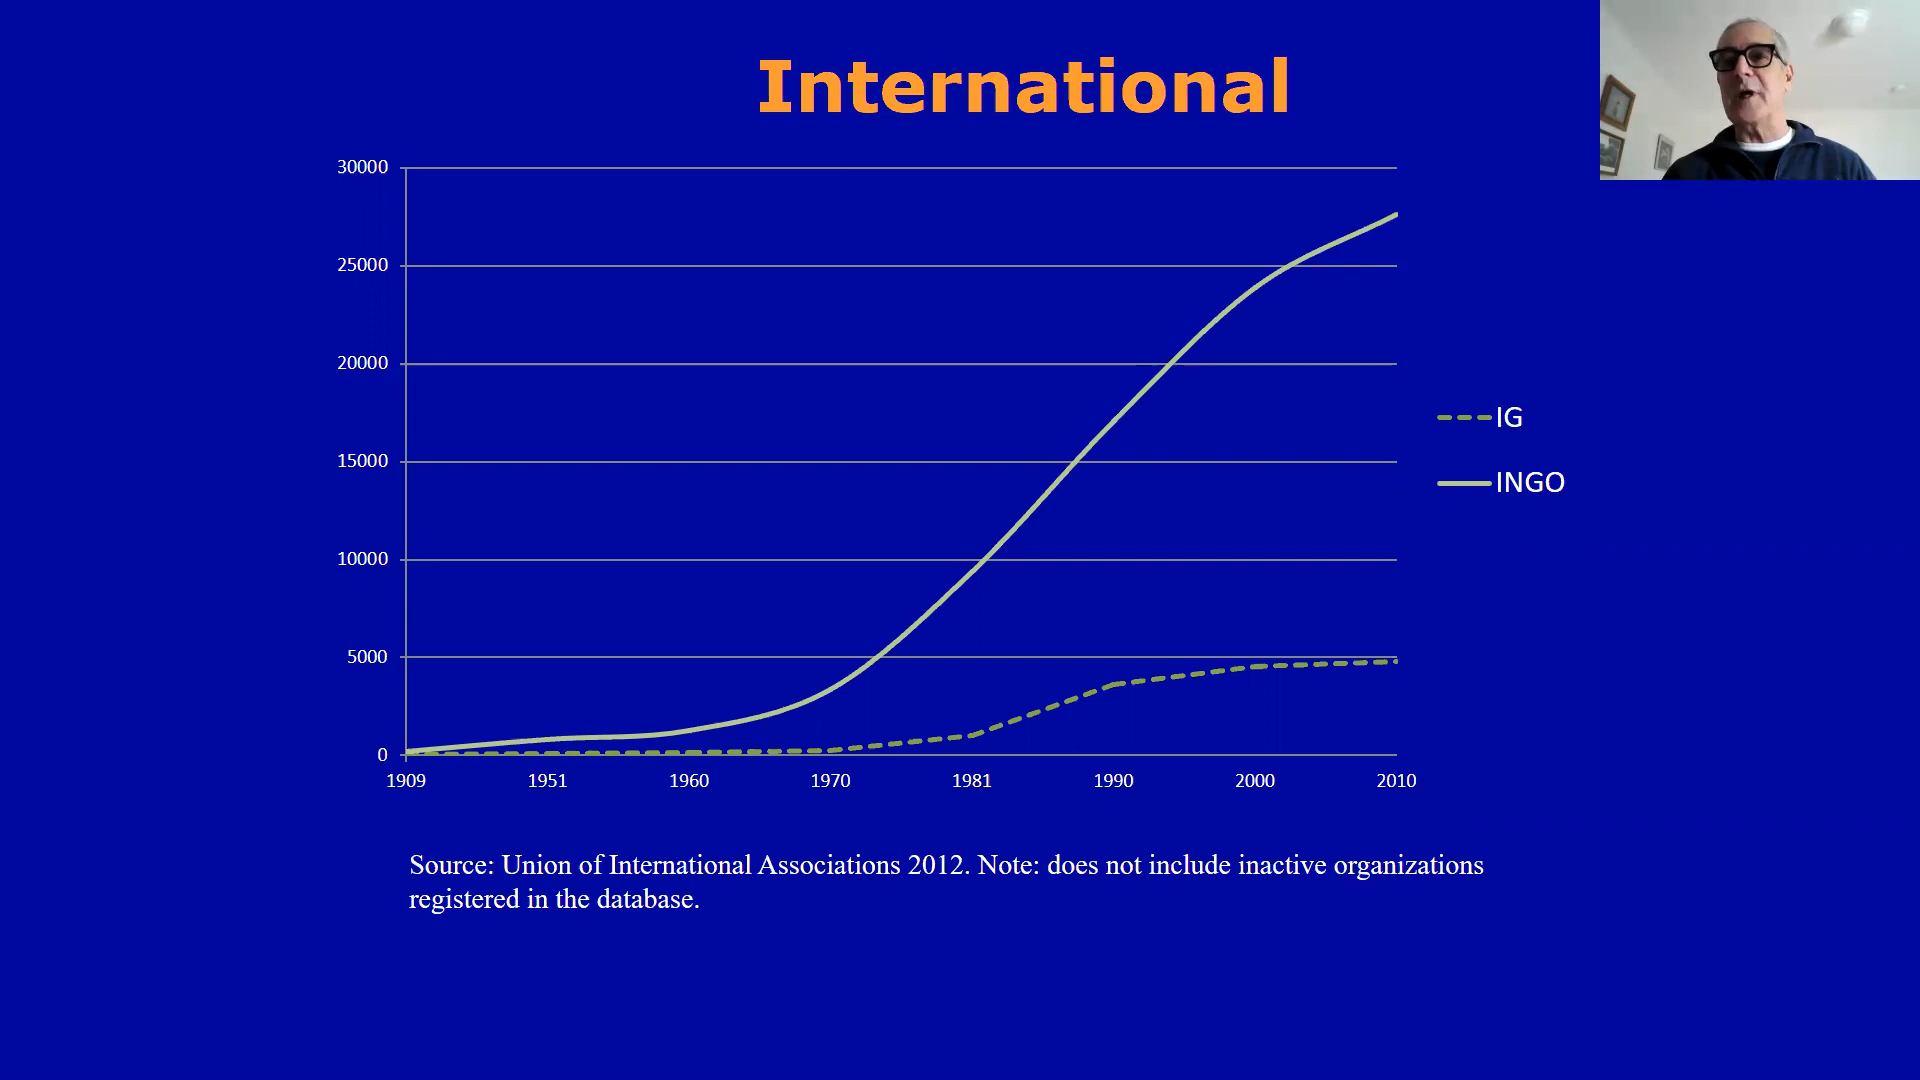 International
30000
25000
20000
15000
10000
5000
0
1909 1951 1960 1970 1981 1990 2000 2010
IG
INGO
Source: Union of International Associations 2012. Note: does not include inactive organizations
registered in the database.